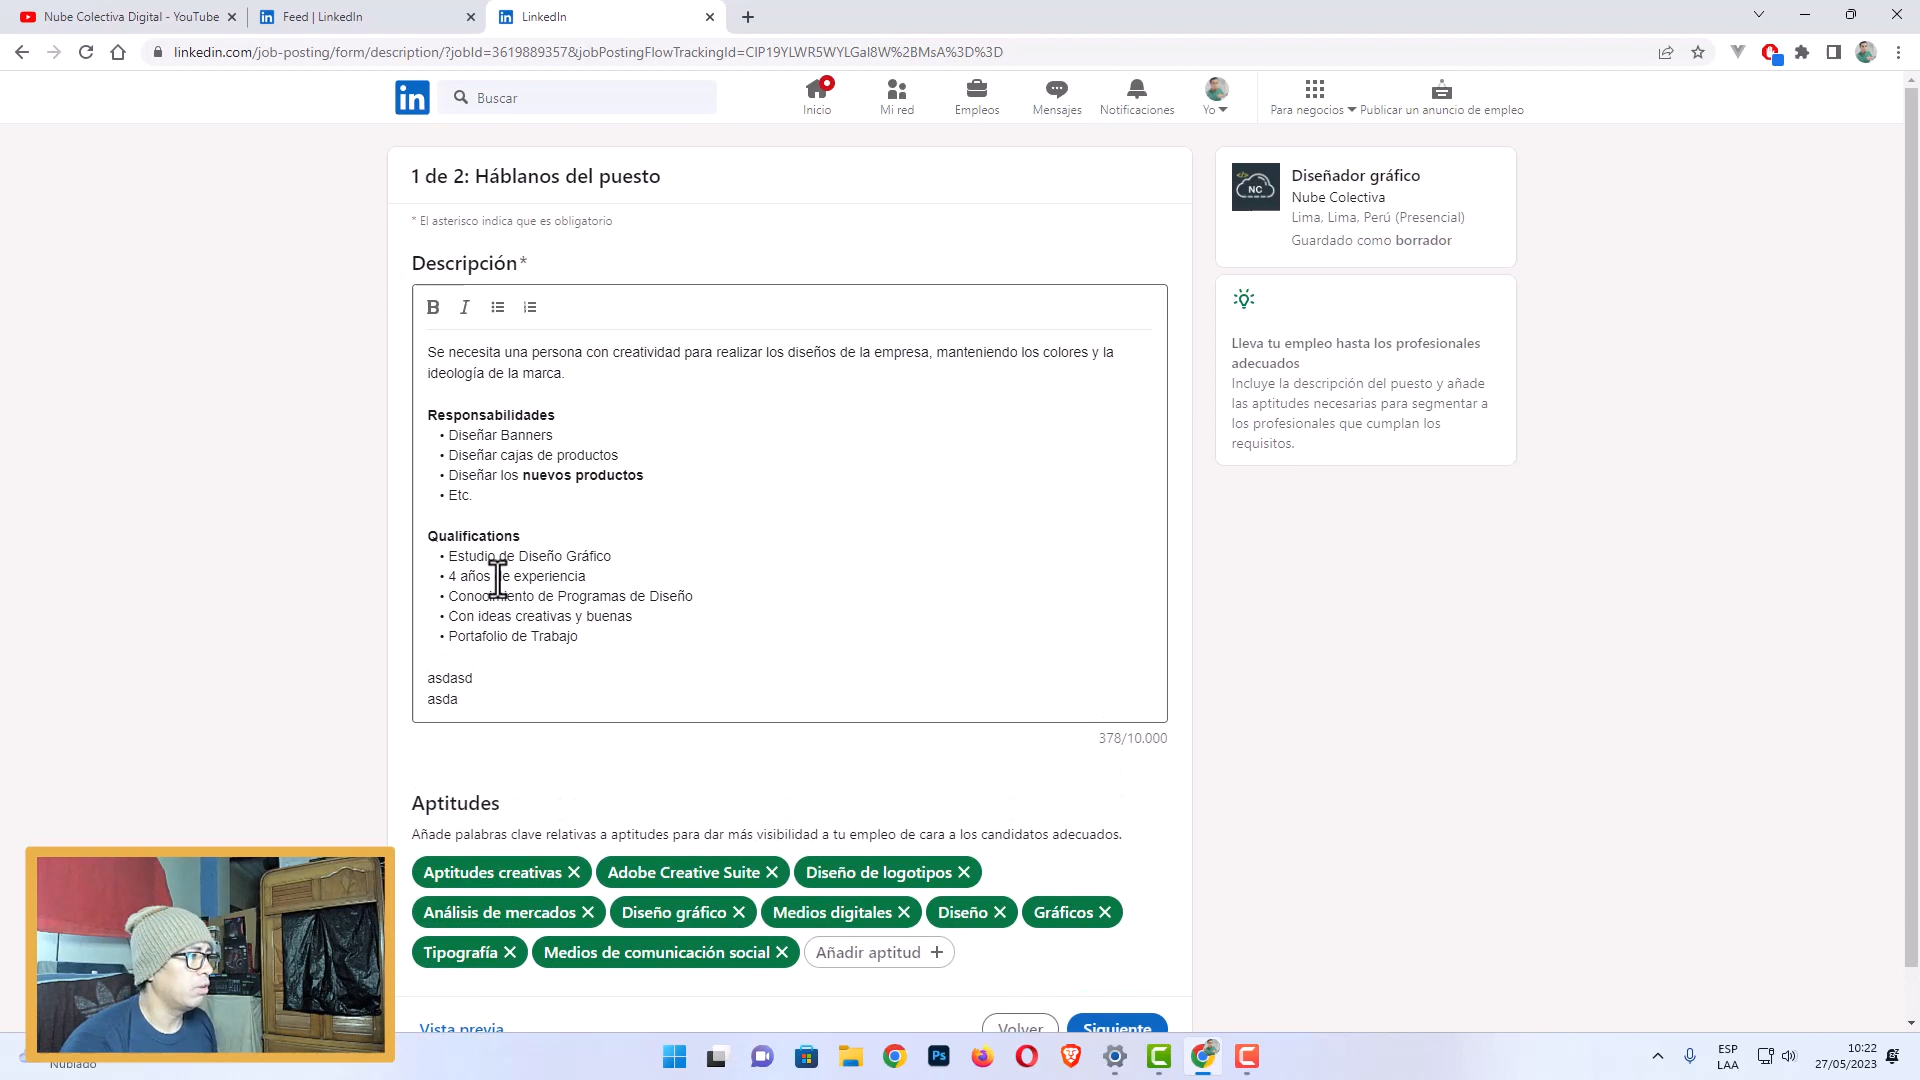 Nube Colectiva Digital - YouTube
Feed | LinkedIn
LinkedIn
linkedin.com/job-posting/form/description/?jobId=3619889357&jobPostingFlowTrackingId=CIP19YLWR5WYLGal8W%2BMsA%3D%3D
in
Buscar
Inicio
Mi red
Empleos
Mensajes
Notificaciones
Yo
Para negocios
Publicar un anuncio de empleo
1 de 2: Háblanos del puesto
* El asterisco indica que es obligatorio
Descripción*
B I
Se necesita una persona con creatividad para realizar los diseños de la empresa, manteniendo los colores y la
ideología de la marca.
Responsabilidades
• Diseñar Banners
• Diseñar cajas de productos
• Diseñar los nuevos productos
• Etc.
Qualifications
• Estudio de Diseño Gráfico
• 4 años de experiencia
• Conocimiento de Programas de Diseño
• Con ideas creativas y buenas
• Portafolio de Trabajo
asdasd
asda
378/10.000
Aptitudes
Añade palabras clave relativas a aptitudes para dar más visibilidad a tu empleo de cara a los candidatos adecuados.
Aptitudes creativas
Adobe Creative Suite
Diseño de logotipos
Análisis de mercados
Diseño gráfico
Medios digitales
Diseño
Gráficos
Tipografía
Medios de comunicación social
Añadir aptitud +
Vista previa
Volver
Siguiente
NC
Diseñador gráfico
Nube Colectiva
Lima, Lima, Perú (Presencial)
Guardado como borrador
Lleva tu empleo hasta los profesionales
adecuados
Incluye la descripción del puesto y añade
las aptitudes necesarias para segmentar a
los profesionales que cumplan los
requisitos.
Nublado
Ps
ESP
LAA
10:22
27/05/2023